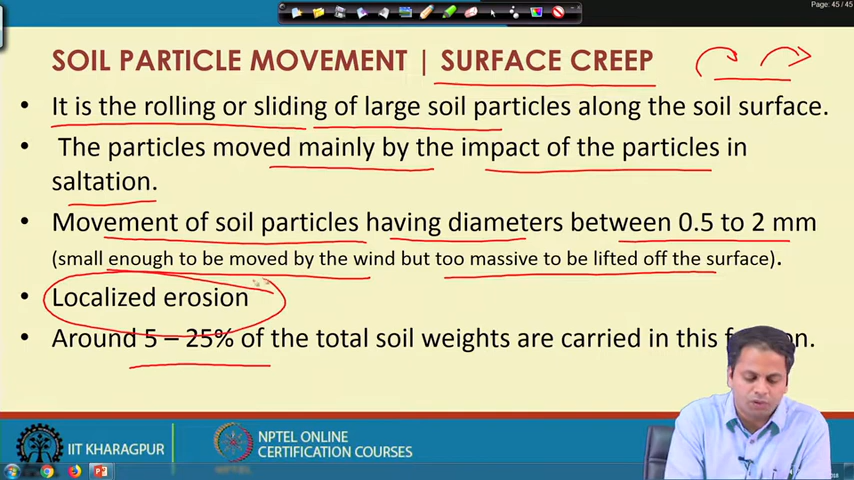 Page: 45 / 45
SOIL PARTICLE MOVEMENT | SURFACE CREEP
• It is the rolling or sliding of large soil particles along the soil surface.
• The particles moved mainly by the impact of the particles in
saltation.
• Movement of soil particles having diameters between 0.5 to 2 mm
(small enough to be moved by the wind but too massive to be lifted off the surface).
• Localized erosion
• Around 5 – 25% of the total soil weights are carried in this
IIT KHARAGPUR
NPTEL ONLINE
CERTIFICATION COURSES
NPTEL